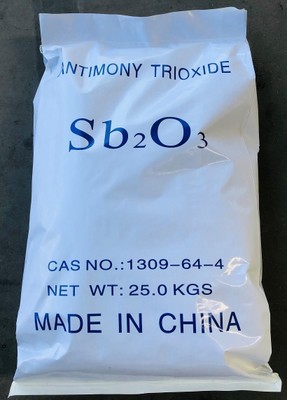 ANTIMONY TRIOXIDE
Sb₂O₃
CAS NO.:1309-64-4
NET WT: 25.0 KGS
MADE IN CHINA